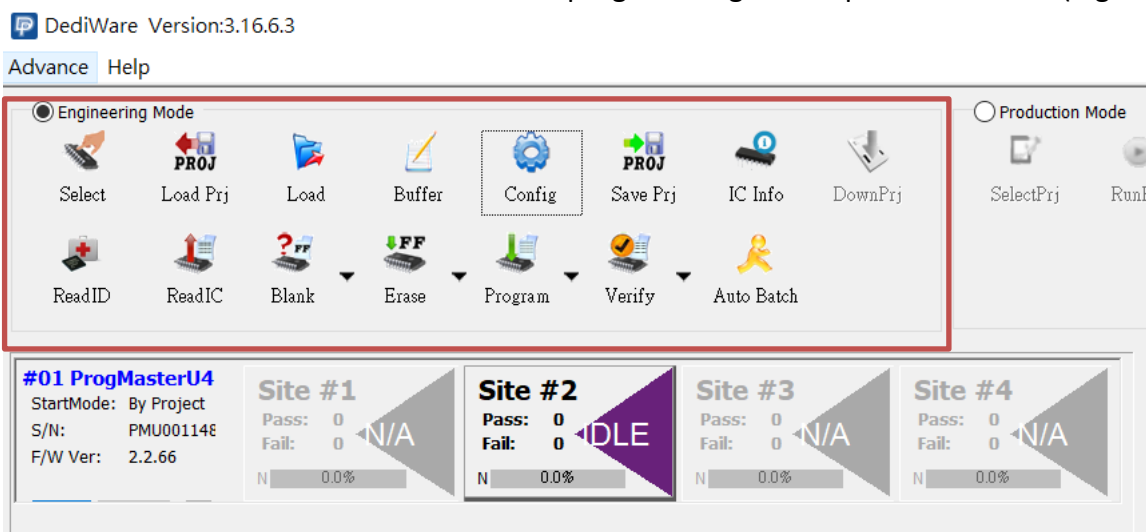 DediWare Version:3.16.6.3
Advance Help
Engineering Mode
Production Mode
PROJ
PROJ
Select Load Prj Load Buffer Config Save Prj IC Info DownPrj SelectPrj
? FF
FF
ReadID ReadIC Blank Erase Program Verify Auto Batch
#01 ProgMasterU4
StartMode: By Project
S/N: PMU001148
F/W Ver: 2.2.66
Site #1
Pass: 0
Fail: 0
N/A
N 0.0%
Site #2
Pass: 0
Fail: 0
IDLE
N 0.0%
Site #3
Pass: 0
Fail: 0
N/A
N 0.0%
Site #4
Pass: 0
Fail: 0
N/A
N 0.0%